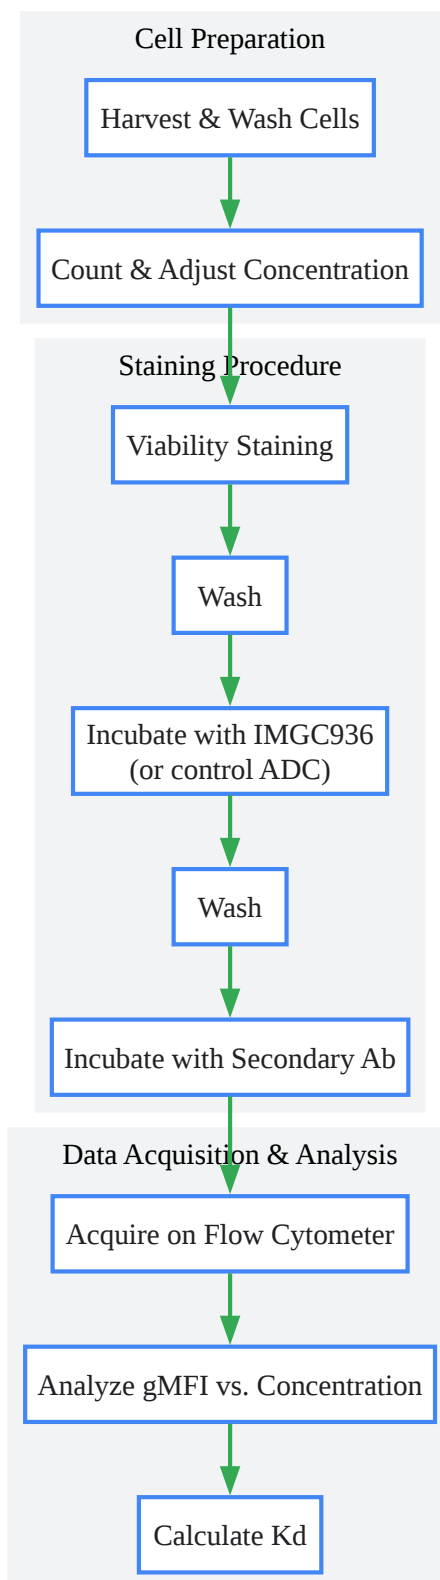 Cell Preparation
Harvest & Wash Cells
Count & Adjust Concentration
Staining Procedure
Viability Staining
Wash
Incubate with IMGC936
(or control ADC)
Wash
Incubate with Secondary Ab
Data Acquisition & Analysis
Acquire on Flow Cytometer
Analyze gMFI vs. Concentration
Calculate Kd